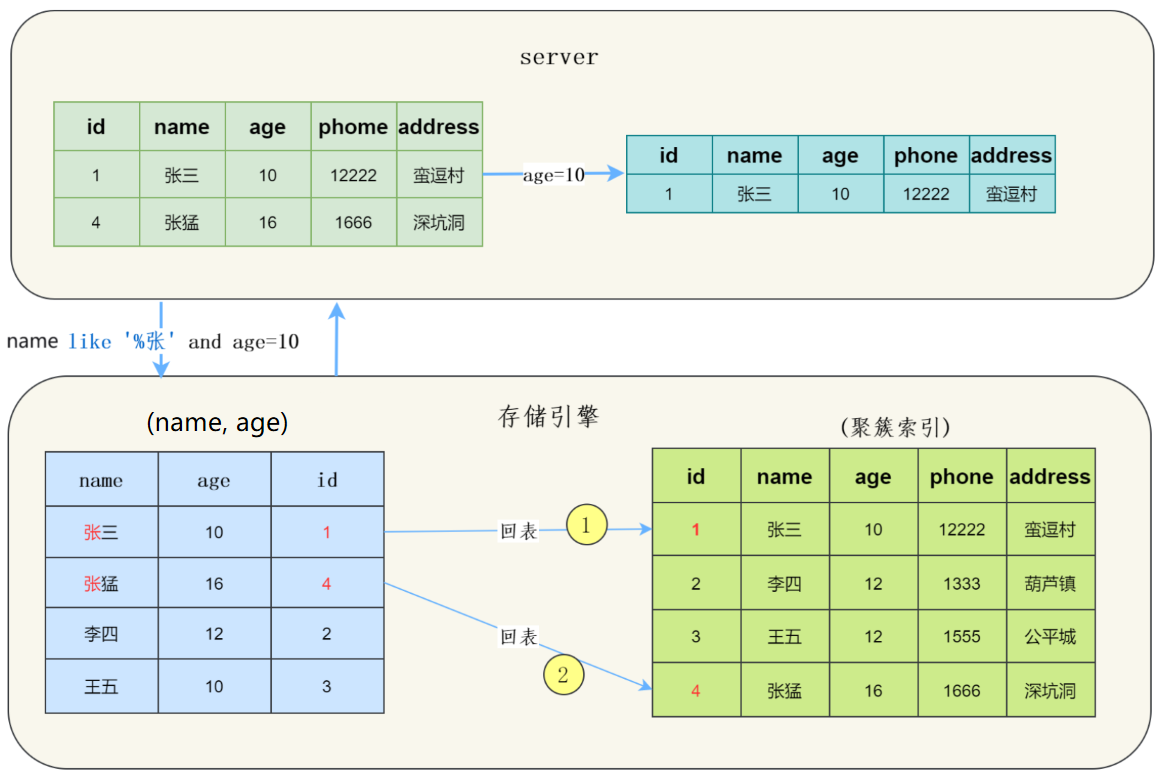 server
id name age phome address
1 张三 10 12222 蛮逗村
4 张猛 16 1666 深坑洞
age=10
id name age phone address
1 张三 10 12222 蛮逗村
name like '%张' and age=10
存储引擎
(name, age)
name age id
张三 10 1
张猛 16 4
李四 12 2
王五 10 3
回表 1
回表 2
(聚簇索引)
id name age phone address
1 张三 10 12222 蛮逗村
2 李四 12 1333 葫芦镇
3 王五 12 1555 公平城
4 张猛 16 1666 深坑洞